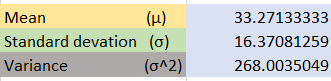 Mean (μ) 33.27133333
Standard devation (σ) 16.37081259
Variance (σ^2) 268.0035049